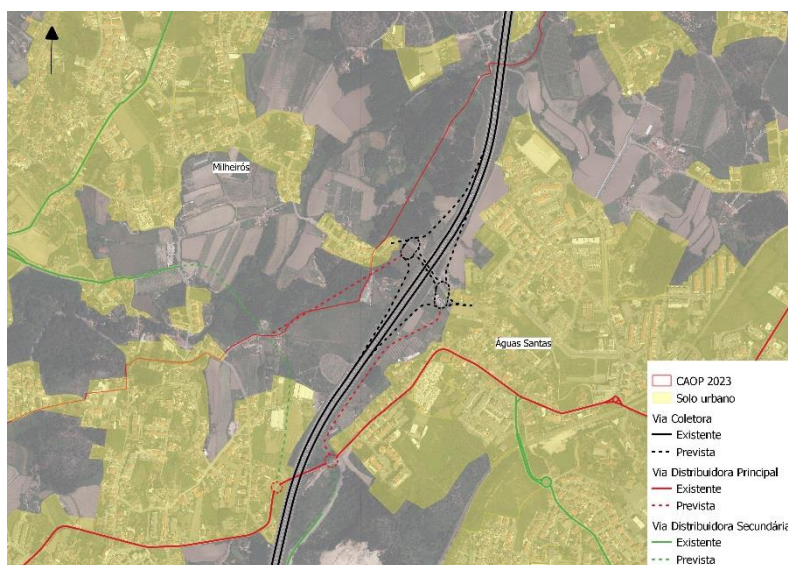 Milheirós
Águas Santas
CAOP 2023
Solo urbano
Via Coletora
Existente
Prevista
Via Distribuidora Principal
Existente
Prevista
Via Distribuidora Secundária
Existente
Prevista